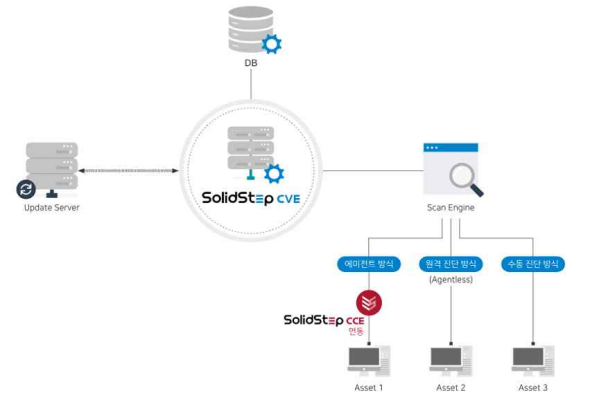 DB
SolidStep CVE
Update Server
Scan Engine
에이전트 방식
원격 진단 방식
수동 진단 방식
(Agentless)
SolidStep CCE
연동
Asset 1
Asset 2
Asset 3